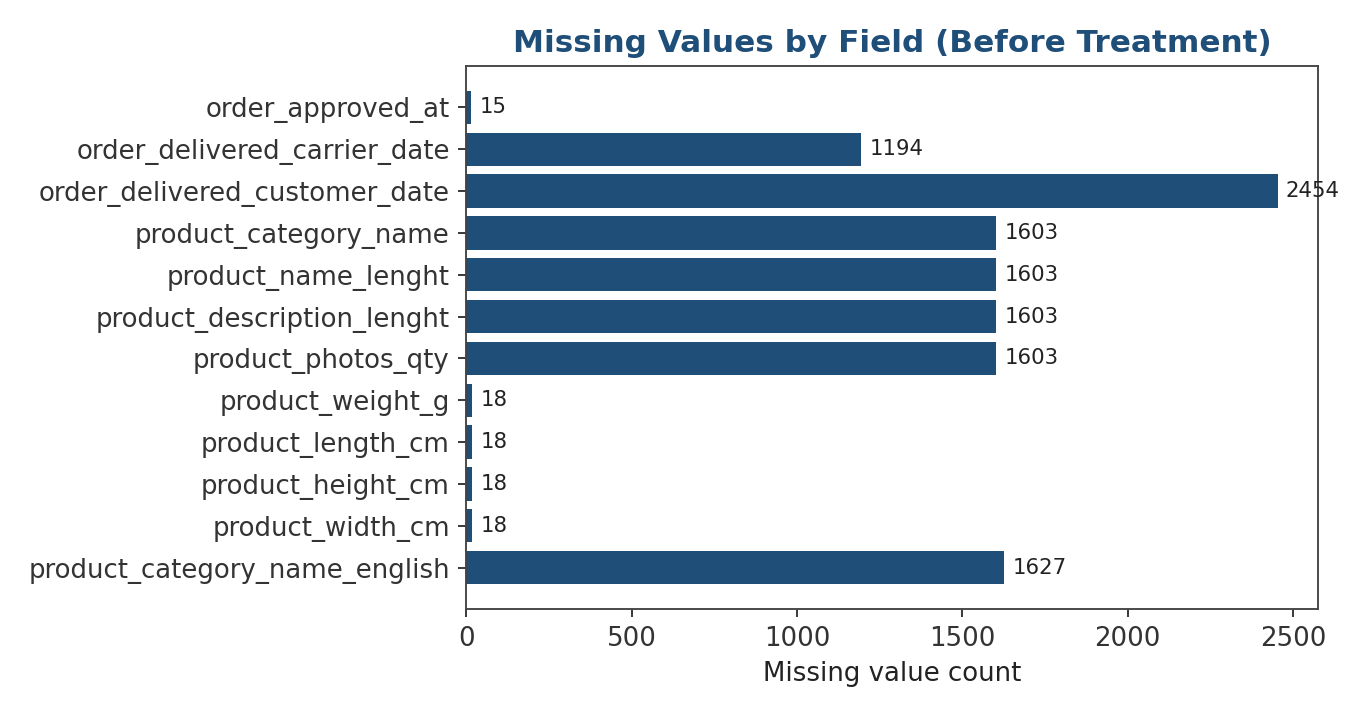 Missing Values by Field (Before Treatment)
order_approved_at 15
order_delivered_carrier_date 1194
order_delivered_customer_date 2454
product_category_name 1603
product_name_lenght 1603
product_description_lenght 1603
product_photos_qty 1603
product_weight_g 18
product_length_cm 18
product_height_cm 18
product_width_cm 18
product_category_name_english 1627
0 500 1000 1500 2000 2500
Missing value count